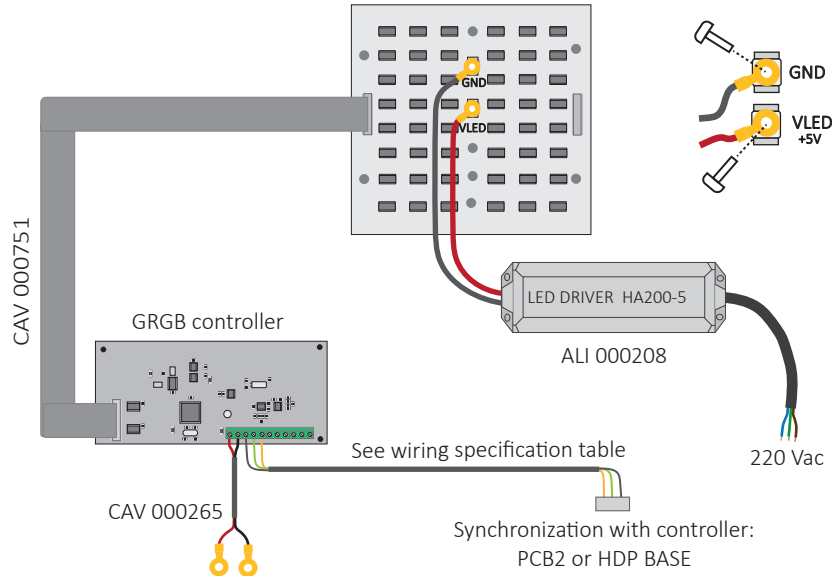 GND
VLED
GND
VLED
+5V
CAV 000751
LED DRIVER HA200-5
ALI 000208
GRGB controller
See wiring specification table
220 Vac
CAV 000265
Synchronization with controller:
PCB2 or HDP BASE